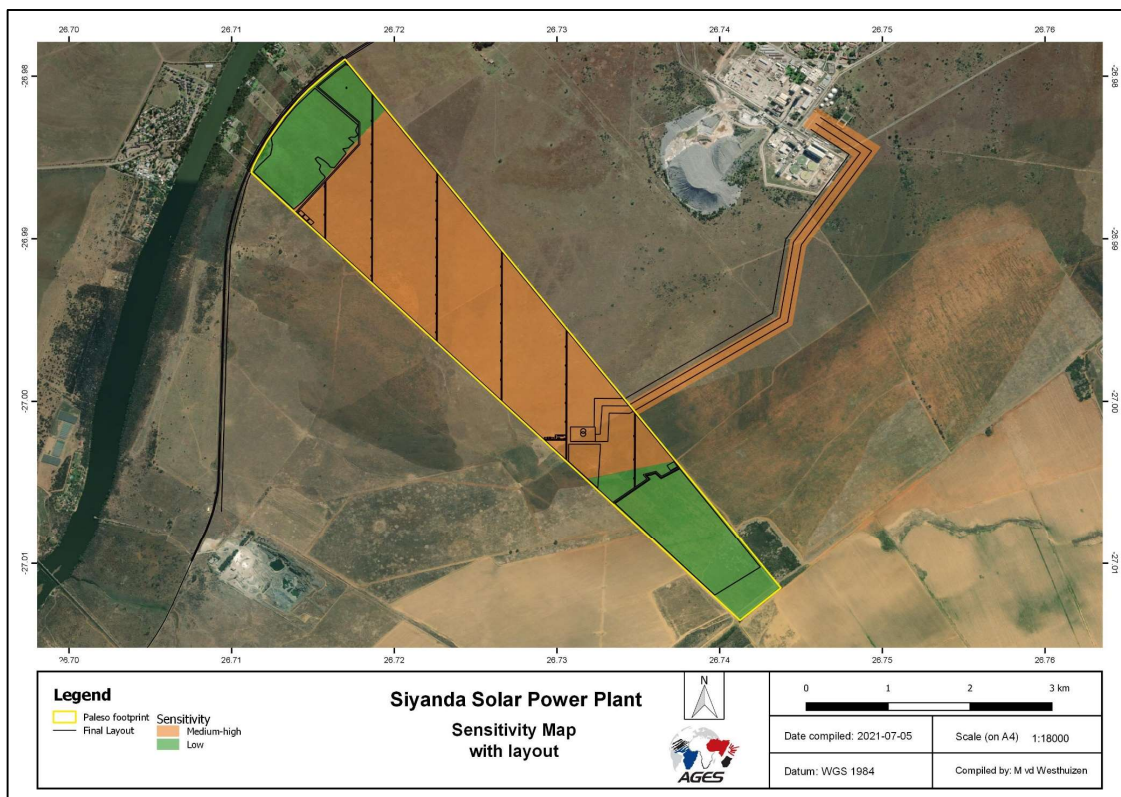 26.70 26.71 26.72 26.73 26.74 26.75 26.76
-26.98 -26.98
-26.99 -26.99
-27.00 -27.00
-27.01 -27.01
26.70 26.71 26.72 26.73 26.74 26.75 26.76
Legend
Paleso footprint
Final Layout
Sensitivity
Medium-high
Low
Siyanda Solar Power Plant
Sensitivity Map
with layout
N
AGES
0 1 2 3 km
Date compiled: 2021-07-05
Scale (on A4) 1:18000
Datum: WGS 1984
Compiled by: M vd Westhuizen